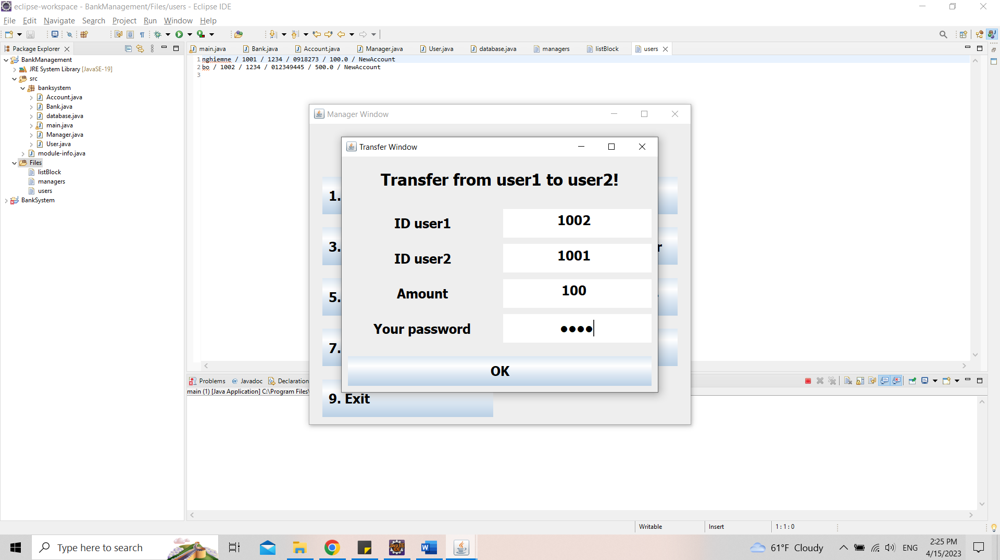 eclipse-workspace - BankManagement/Files/users - Eclipse IDE
File Edit Navigate Search Project Run Window Help
Package Explorer
BankManagement
JRE System Library [JavaSE-19]
src
banksystem
Account.java
Bank.java
database.java
main.java
Manager.java
User.java
module-info.java
Files
listBlock
managers
users
BankSystem
main.java Bank.java Account.java Manager.java User.java database.java managers listBlock users
1 nghiemne / 1001 / 1234 / 0918273 / 100.0 / NewAccount
2 bo / 1002 / 1234 / 012349445 / 500.0 / NewAccount
3
Manager Window
1.
3.
r
5.
7.
9. Exit
Transfer Window
Transfer from user1 to user2!
ID user1 1002
ID user2 1001
Amount 100
Your password ●●●●
OK
Problems @ Javadoc Declaration
main (1) [Java Application] C:\Program Files\
Writable Insert 1 : 1 : 0
Type here to search
Java EE
IDE
61°F Cloudy
ENG
2:25 PM
4/15/2023